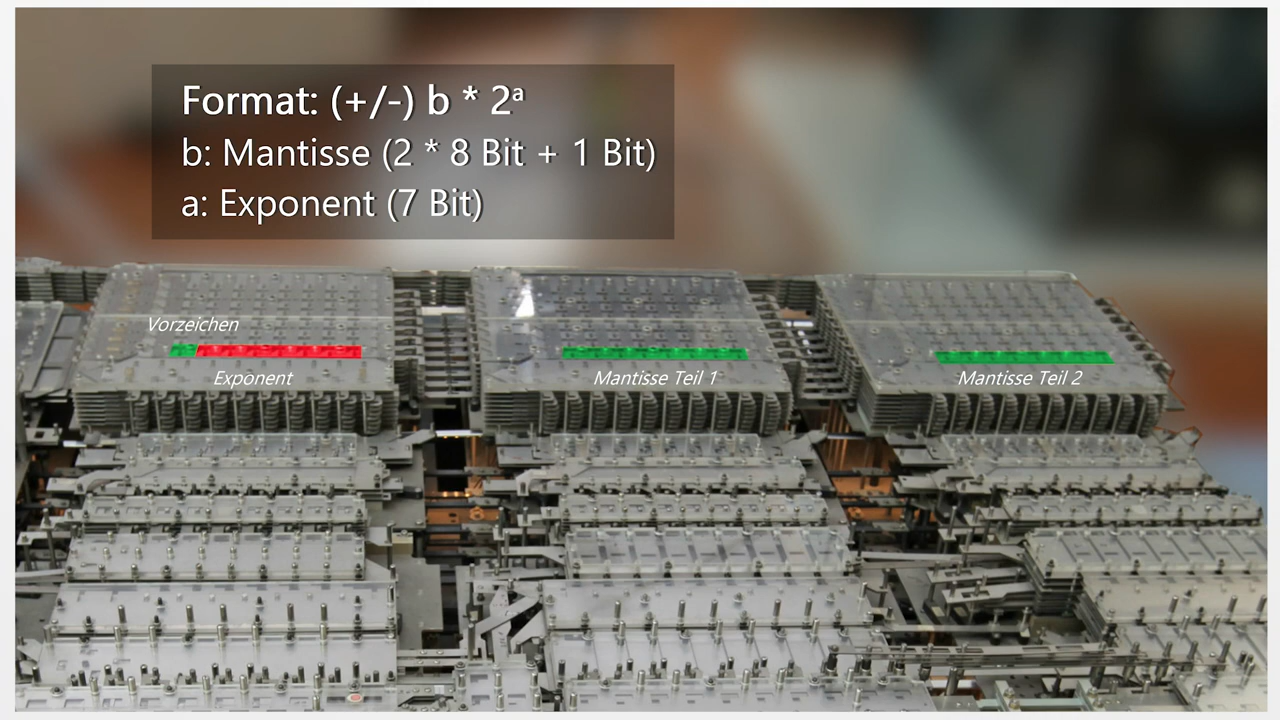 Format: (+/-) b * 2ᵃ
b: Mantisse (2 * 8 Bit + 1 Bit)
a: Exponent (7 Bit)
Vorzeichen
Exponent
Mantisse Teil 1
Mantisse Teil 2